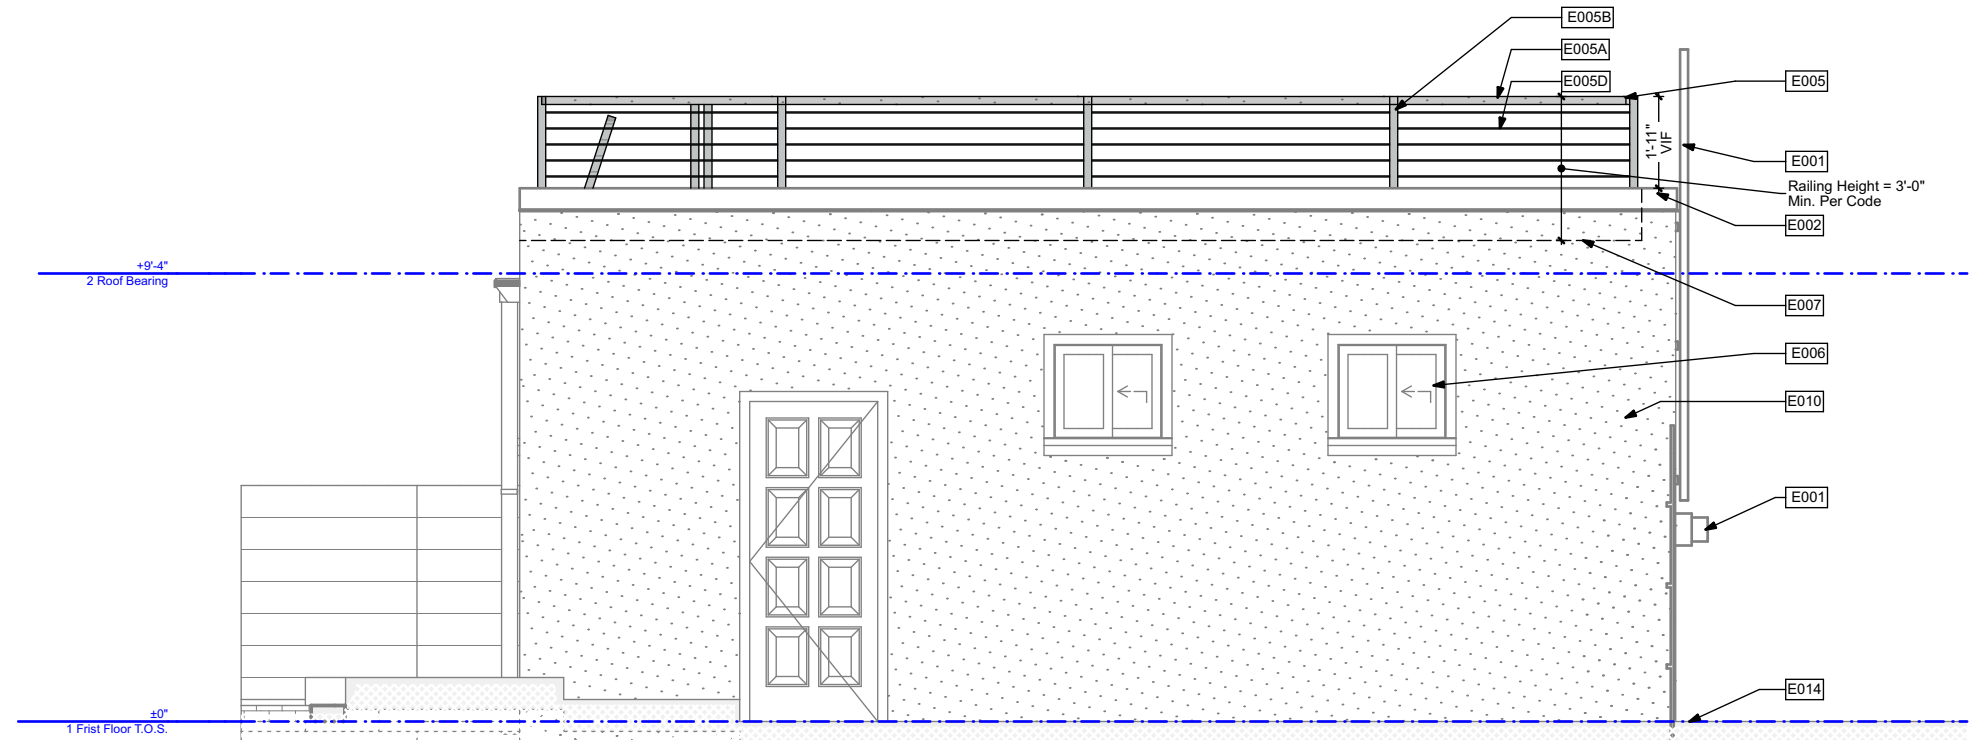 E005B
E005A
E005D
E005
1'-11"
VIF
E001
Railing Height = 3'-0"
Min. Per Code
E002
+9'-4"
2 Roof Bearing
E007
E006
E010
E001
E014
±0"
1 Frist Floor T.O.S.